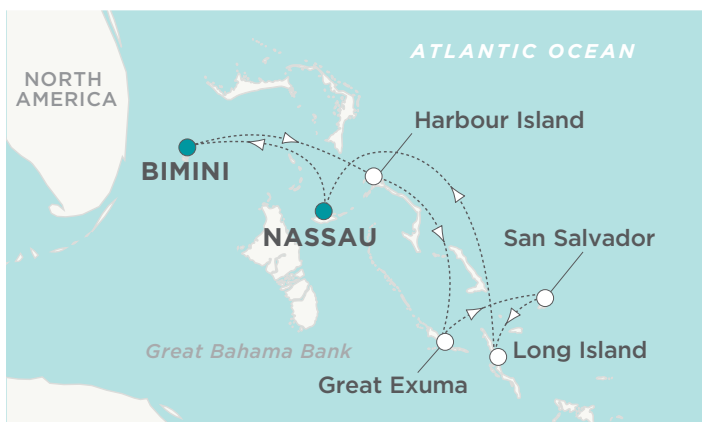 ATLANTIC OCEAN
NORTH
AMERICA
Harbour Island
BIMINI
NASSAU
San Salvador
Great Bahama Bank
Long Island
Great Exuma